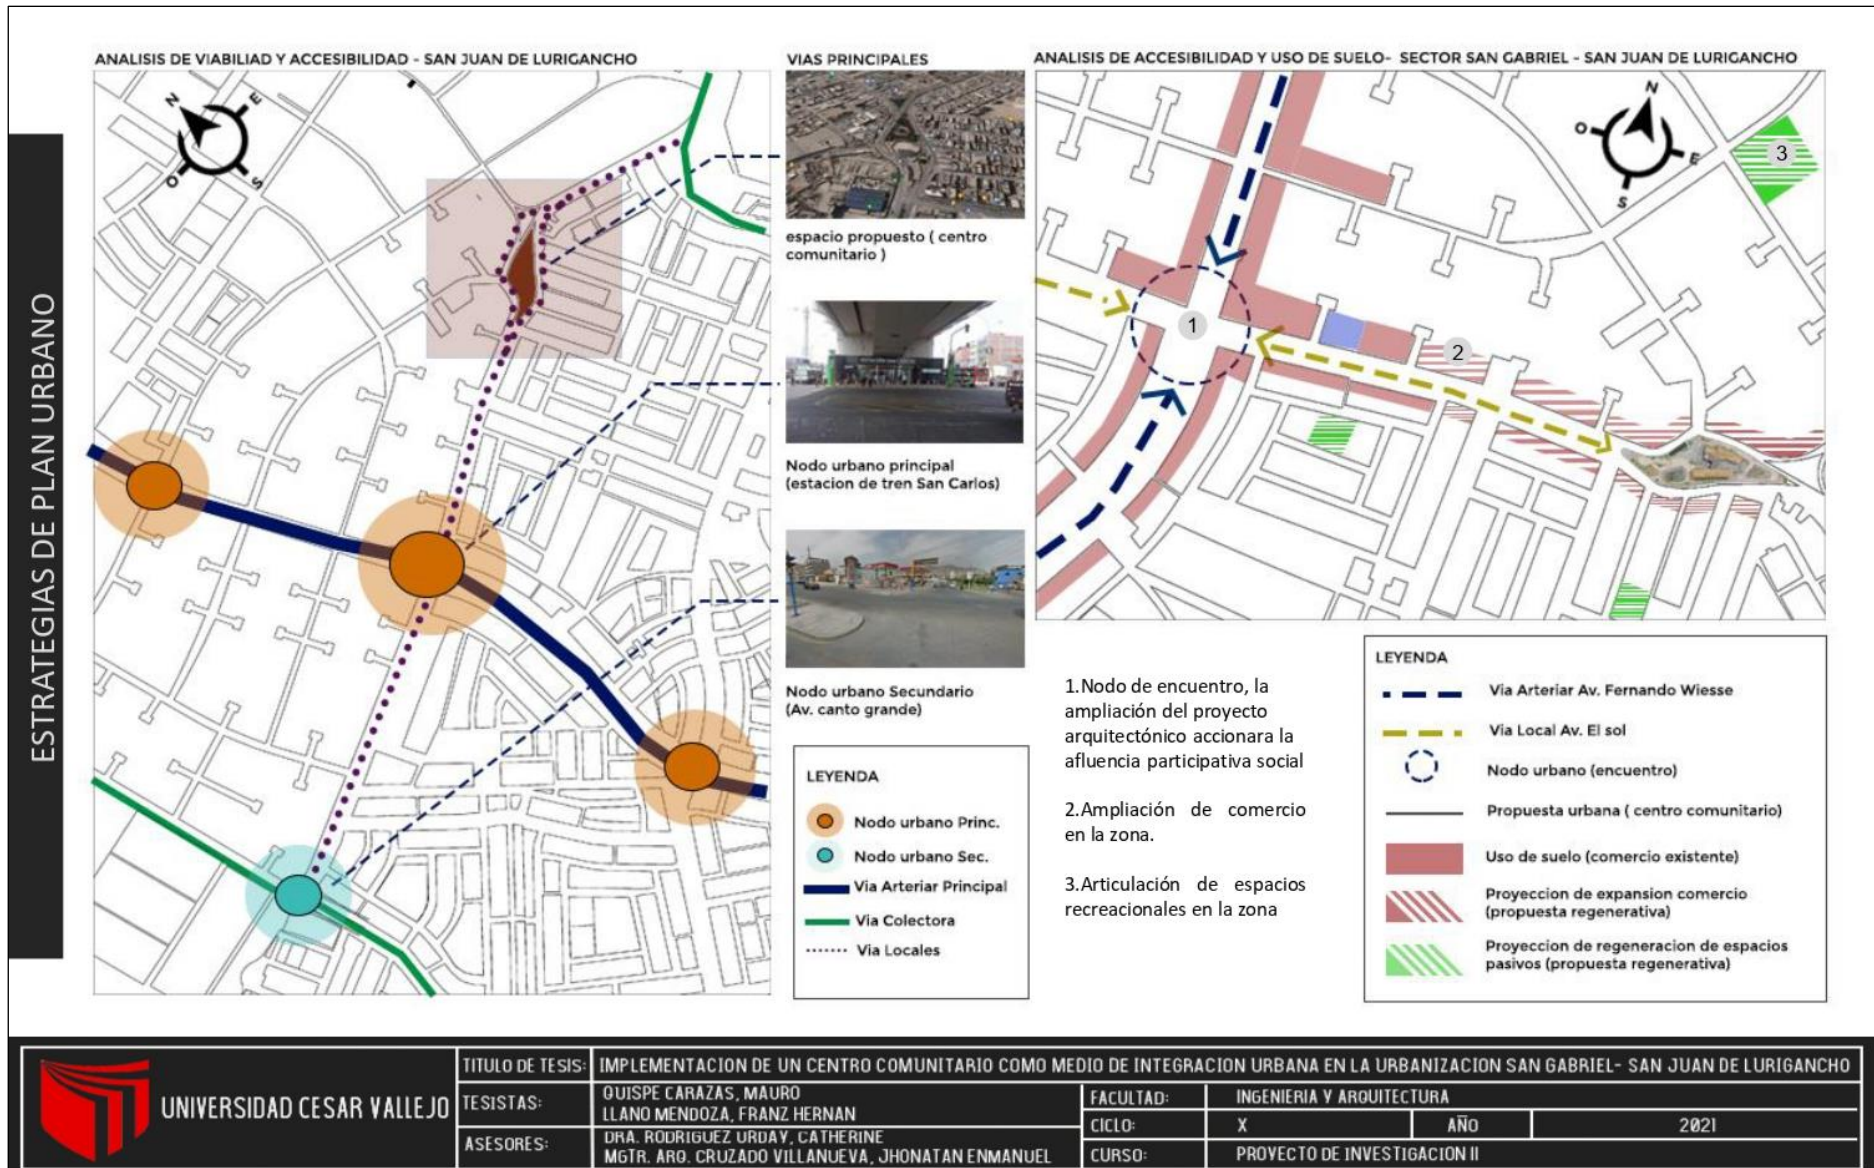 ESTRATEGIAS DE PLAN URBANO
ANALISIS DE VIABILIAD Y ACCESIBILIDAD - SAN JUAN DE LURIGANCHO
N
E
O
S
VIAS PRINCIPALES
espacio propuesto ( centro
comunitario )
Nodo urbano principal
(estacion de tren San Carlos)
Nodo urbano Secundario
(Av. canto grande)
LEYENDA
Nodo urbano Princ.
Nodo urbano Sec.
Via Arteriar Principal
Via Colectora
Via Locales
ANALISIS DE ACCESIBILIDAD Y USO DE SUELO- SECTOR SAN GABRIEL - SAN JUAN DE LURIGANCHO
N
O
E
S
3
1
2
1.Nodo de encuentro, la
ampliación del proyecto
arquitectónico accionara la
afluencia participativa social
2.Ampliación de comercio
en la zona.
3.Articulación de espacios
recreacionales en la zona
LEYENDA
Via Arteriar Av. Fernando Wiesse
Via Local Av. El sol
Nodo urbano (encuentro)
Propuesta urbana ( centro comunitario)
Uso de suelo (comercio existente)
Proyeccion de expansion comercio
(propuesta regenerativa)
Proyeccion de regeneracion de espacios
pasivos (propuesta regenerativa)
UNIVERSIDAD CESAR VALLEJO
TITULO DE TESIS: IMPLEMENTACION DE UN CENTRO COMUNITARIO COMO MEDIO DE INTEGRACION URBANA EN LA URBANIZACION SAN GABRIEL- SAN JUAN DE LURIGANCHO
TESISTAS: QUISPE CARAZAS, MAURO
LLANO MENDOZA, FRANZ HERNAN
ASESORES: DRA. RODRIGUEZ URDAY, CATHERINE
MGTR. ARQ. CRUZADO VILLANUEVA, JHONATAN ENMANUEL
FACULTAD: INGENIERIA Y ARQUITECTURA
CICLO: X AÑO 2021
CURSO: PROYECTO DE INVESTIGACION II